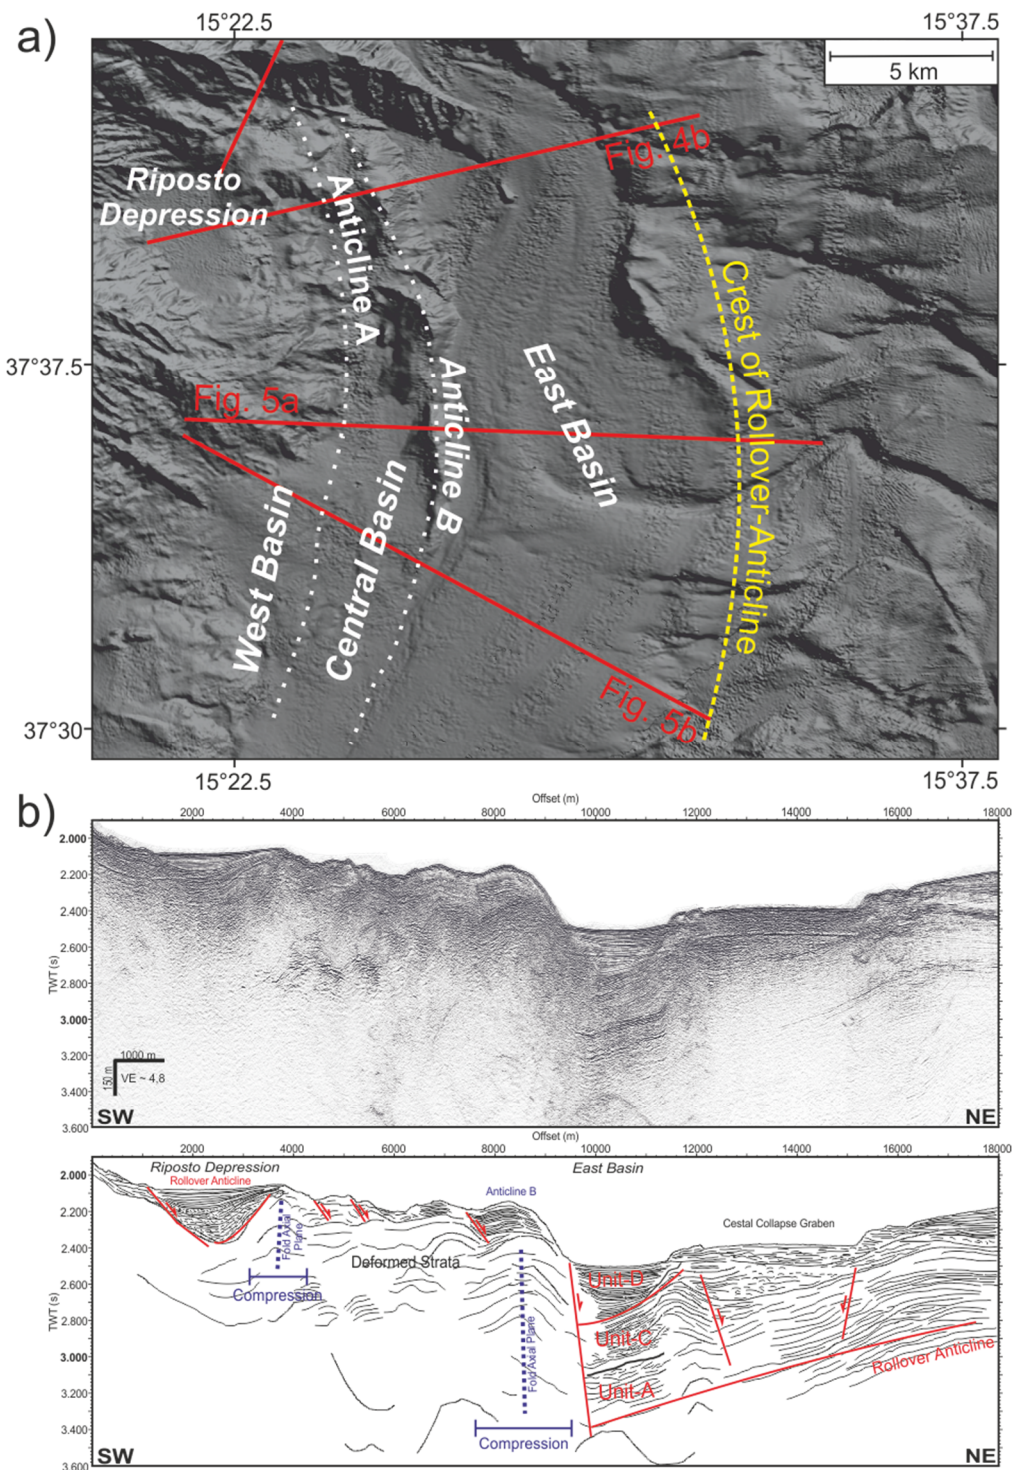 a)
15°22.5
15°37.5
5 km
Riposto
Depression
Fig. 4b
Anticline A
Crest of Rollover-Anticline
37°37.5
Fig. 5a
East Basin
Anticline B
West Basin
Central Basin
Fig. 5b
37°30
15°22.5
15°37.5
b)
Offset (m)
2000 4000 6000 8000 10000 12000 14000 16000 18000
2.000
2.200
2.400
2.600
2.800
3.000
3.200
3.400
3.600
TWT (s)
1000 m
150 m
VE ~ 4,8
SW
NE
Offset (m)
2000 4000 6000 8000 10000 12000 14000 16000 18000
Riposto Depression
East Basin
Rollover Anticline
Anticline B
Cestal Collapse Graben
2.000
2.200
2.400
2.600
2.800
3.000
3.200
3.400
3.600
TWT (s)
Fold Axial
Plane
Deformed Strata
Compression
Unit-D
Unit-C
Unit-A
Fold Axial Plane
Rollover Anticline
Compression
SW
NE